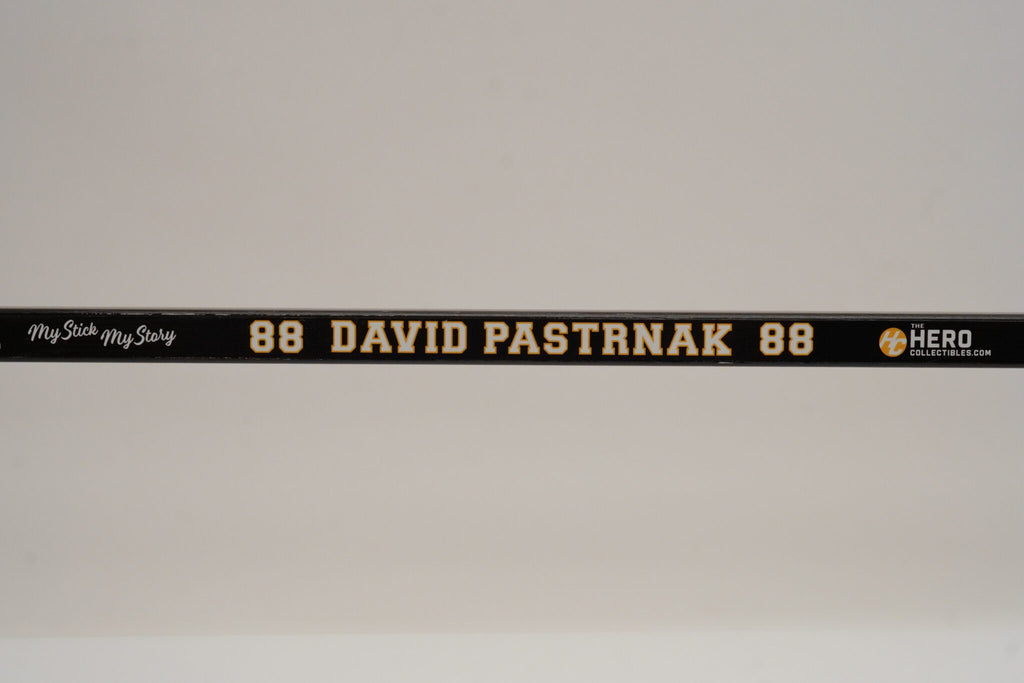 My Stick My Story
88 DAVID PASTRNAK 88
THE
HERO
COLLECTIBLES.COM